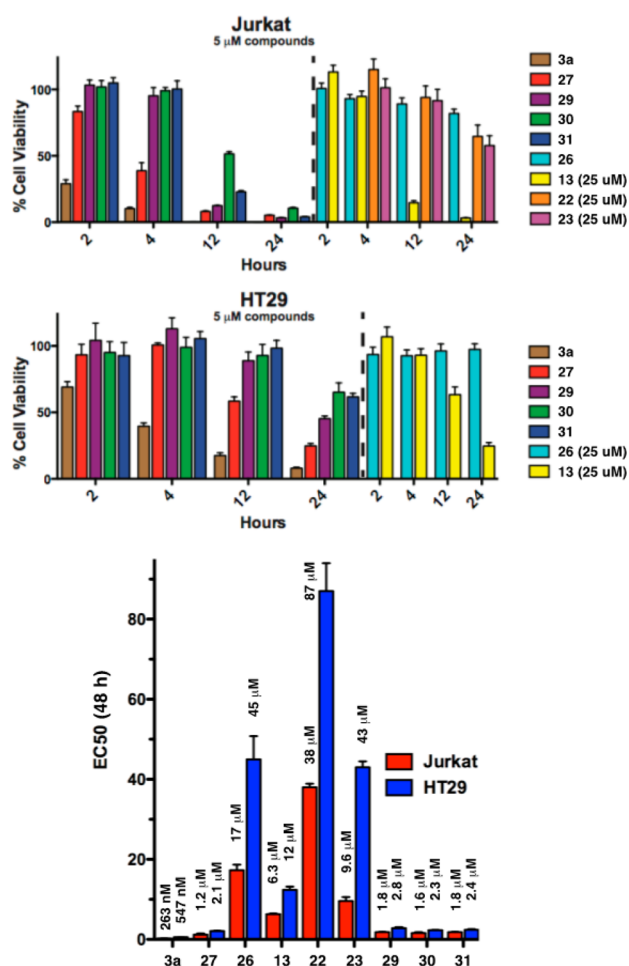 Jurkat
5 μM compounds
% Cell Viability
100
50
0
2
4
12
24
2
4
12
24
Hours
3a
27
29
30
31
26
13 (25 uM)
22 (25 uM)
23 (25 uM)
HT29
5 μM compounds
% Cell Viability
100
50
0
2
4
12
24
2
4
12
24
Hours
3a
27
29
30
31
26 (25 uM)
13 (25 uM)
EC50 (48 h)
80
60
40
20
0
263 nM
547 nM
1.2 μM
2.1 μM
17 μM
45 μM
6.3 μM
12 μM
38 μM
87 μM
9.6 μM
43 μM
1.8 μM
2.8 μM
1.6 μM
2.3 μM
1.8 μM
2.4 μM
Jurkat
HT29
3a
27
26
13
22
23
29
30
31